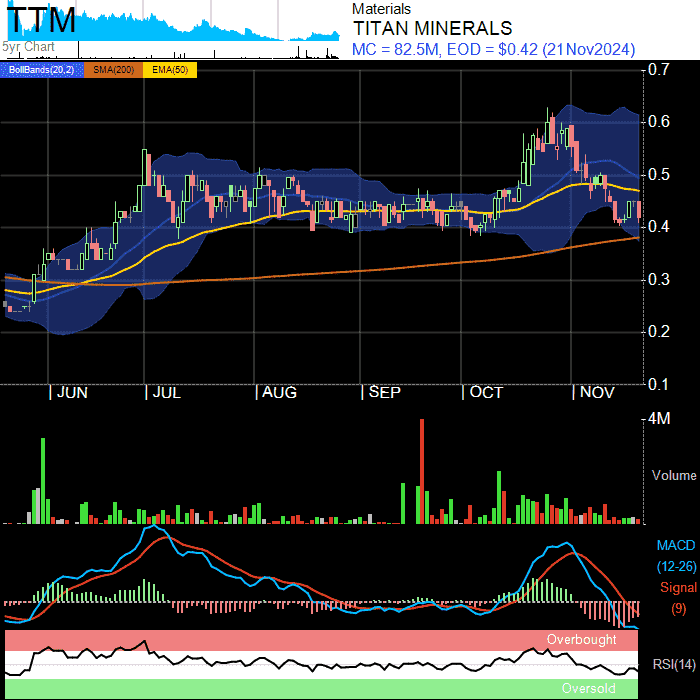 TTM
5yr Chart
Materials
TITAN MINERALS
MC = 82.5M, EOD = $0.42 (21Nov2024)
BollBands(20,2) SMA(200) EMA(50)
0.7
0.6
0.5
0.4
0.3
0.2
0.1
JUN JUL AUG SEP OCT NOV
4M
Volume
MACD
(12-26)
Signal
(9)
Overbought
RSI(14)
Oversold